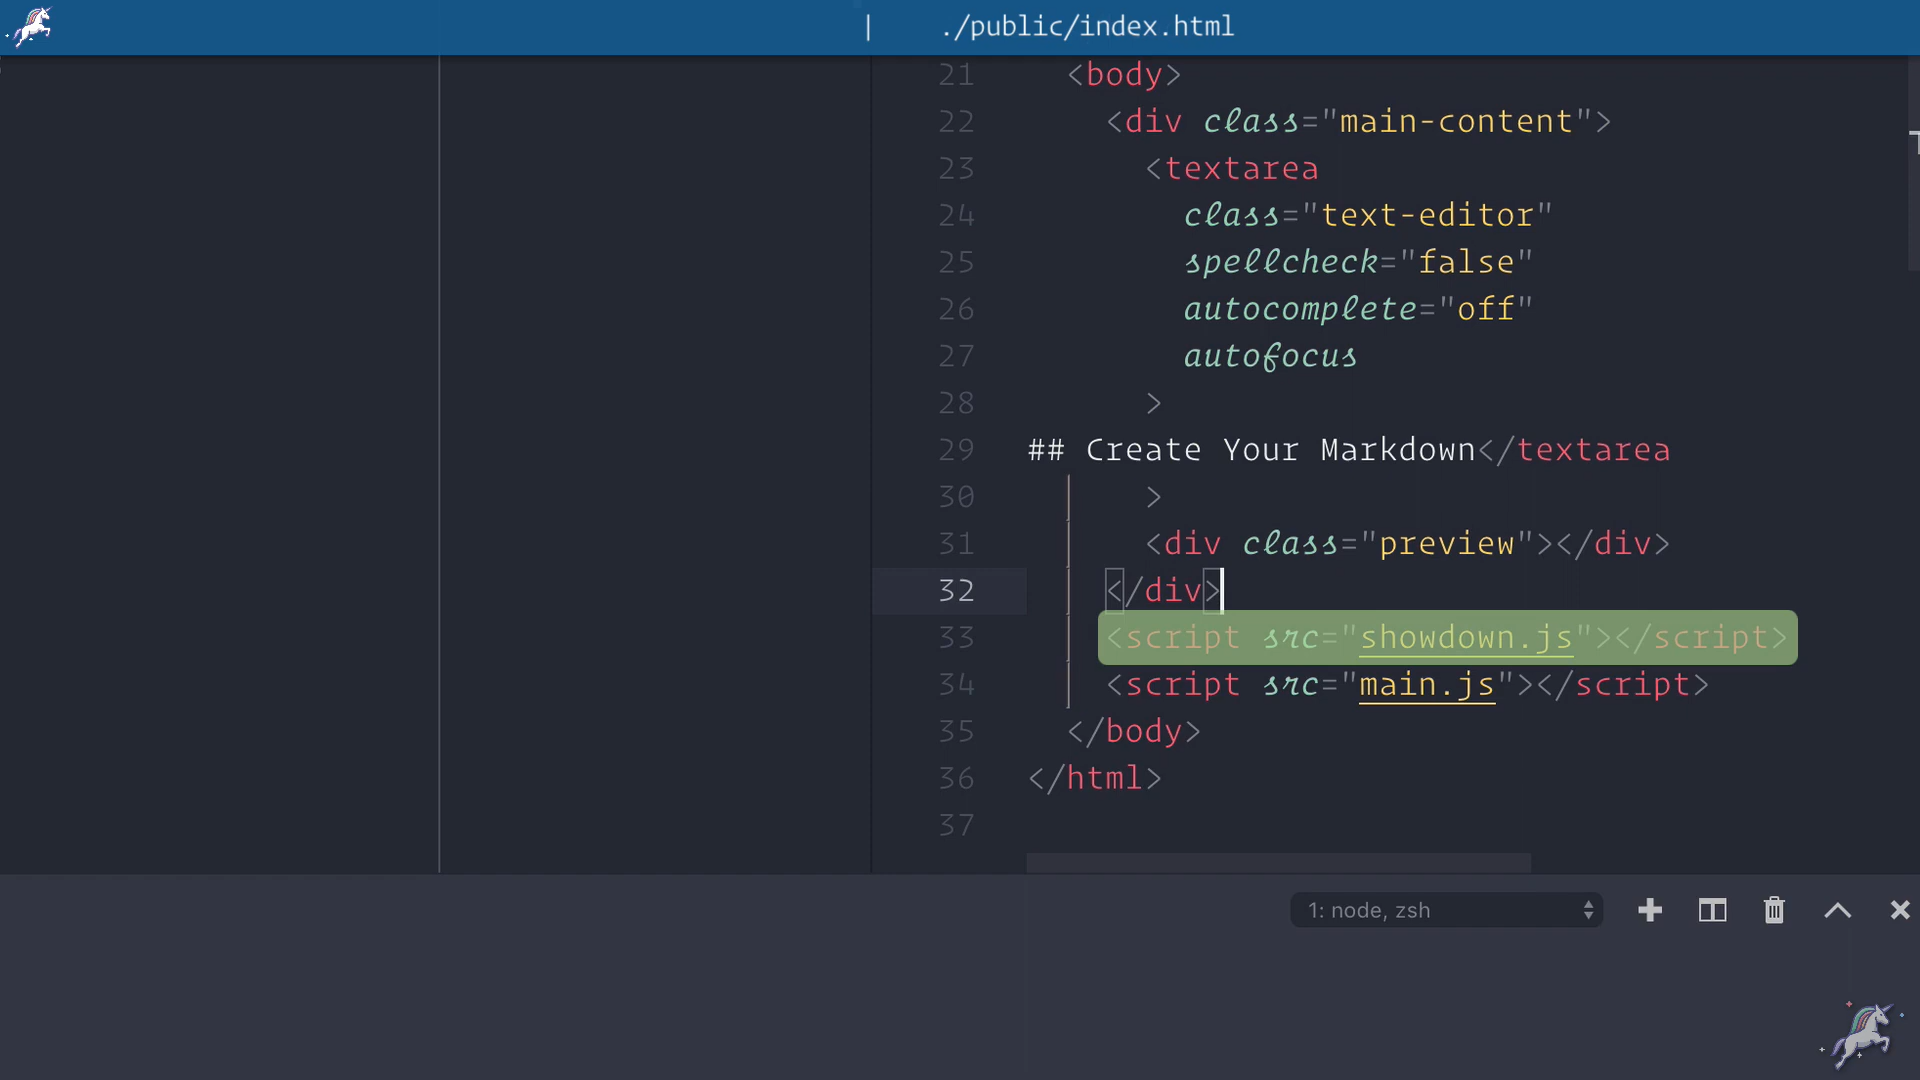 | ./public/index.html
21 <body>
22 <div class="main-content">
23 <textarea
24 class="text-editor"
25 spellcheck="false"
26 autocomplete="off"
27 autofocus
28 >
29 ## Create Your Markdown</textarea
30 >
31 <div class="preview"></div>
32 </div>
33 <script src="showdown.js"></script>
34 <script src="main.js"></script>
35 </body>
36 </html>
37
1: node, zsh